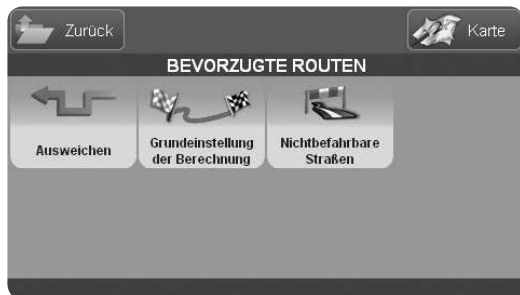 Zurück
Karte
BEVORZUGTE ROUTEN
Ausweichen
Grundeinstellung
der Berechnung
Nichtbefahrbare
Straßen